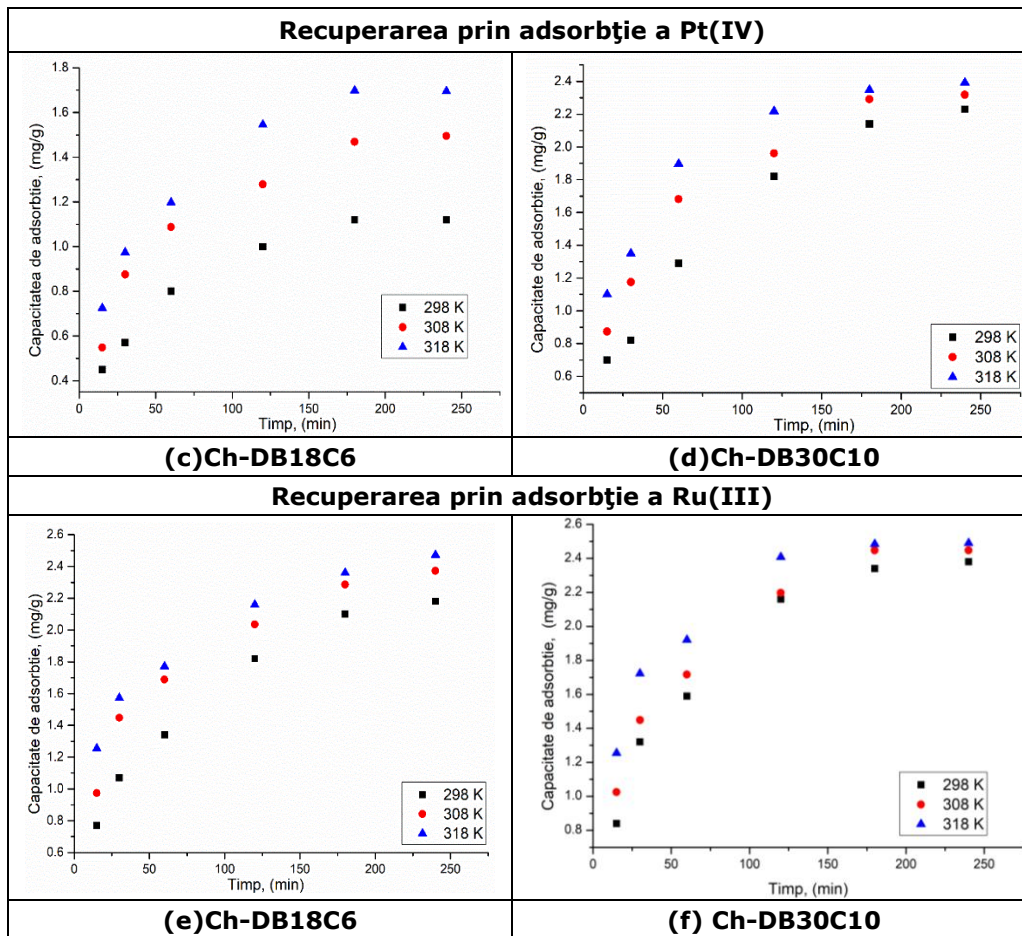 Recuperarea prin adsorbţie a Pt(IV)
Capacitatea de adsorbtie, (mg/g)
1.8
1.6
1.4
1.2
1.0
0.8
0.6
0.4
0 50 100 150 200 250
Timp, (min)
298 K
308 K
318 K
(c)Ch-DB18C6
Capacitate de adsorbtie, (mg/g)
2.4
2.2
2.0
1.8
1.6
1.4
1.2
1.0
0.8
0.6
0 50 100 150 200 250
Timp, (min)
298 K
308 K
318 K
(d)Ch-DB30C10
Recuperarea prin adsorbţie a Ru(III)
Capacitate de adsorbtie, (mg/g)
2.6
2.4
2.2
2.0
1.8
1.6
1.4
1.2
1.0
0.8
0.6
0 50 100 150 200 250
Timp, (min)
298 K
308 K
318 K
(e)Ch-DB18C6
Capacitate de adsorbtie, (mg/g)
2.6
2.4
2.2
2.0
1.8
1.6
1.4
1.2
1.0
0.8
0 50 100 150 200 250
Timp, (min)
298 K
308 K
318 K
(f) Ch-DB30C10